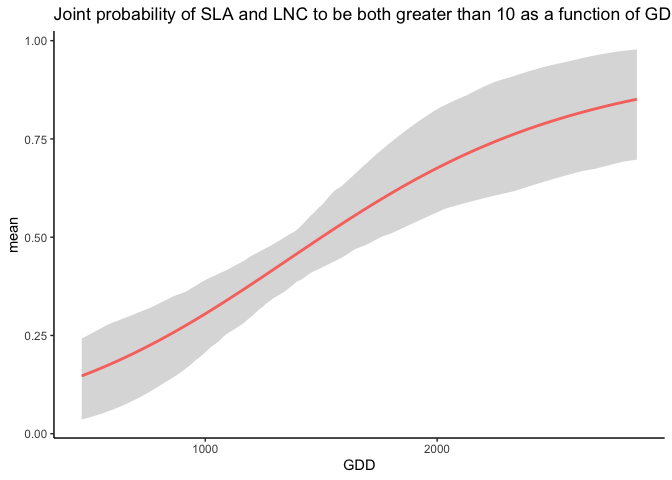 Joint probability of SLA and LNC to be both greater than 10 as a function of GD
1.00
0.75
0.50
0.25
0.00
mean
1000
2000
GDD